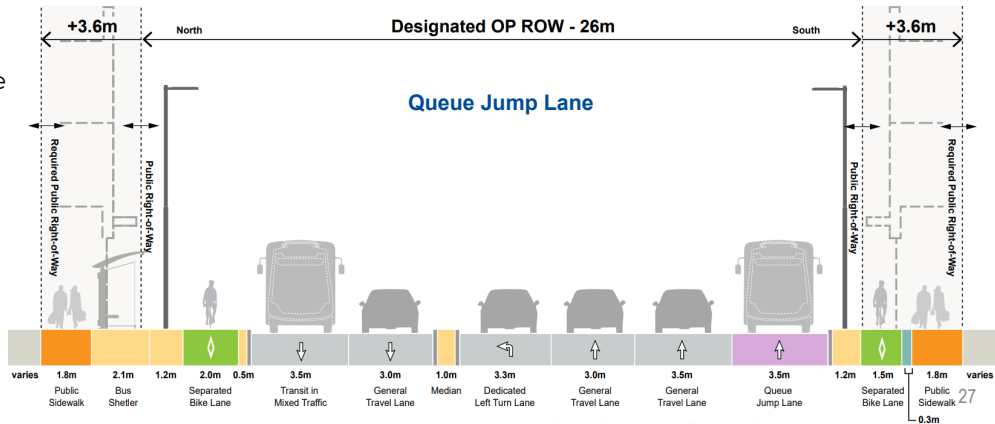 +3.6m
North
Designated OP ROW - 26m
South
+3.6m
e
Queue Jump Lane
Required Public Right-of-Way
Public Right-of-Way
Public Right-of-Way
Required Public Right-of-Way
varies
1.8m
Public
Sidewalk
2.1m
Bus
Shetler
1.2m
2.0m
Separated
Bike Lane
0.5m
3.5m
Transit in
Mixed Traffic
3.0m
General
Travel Lane
1.0m
Median
3.3m
Dedicated
Left Turn Lane
3.0m
General
Travel Lane
3.5m
General
Travel Lane
3.5m
Queue
Jump Lane
1.2m
1.5m
Separated
Bike Lane
0.3m
1.8m
Public
Sidewalk
varies
27